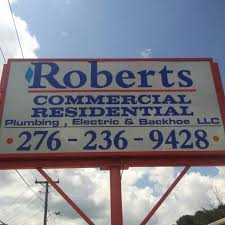 Roberts
COMMERCIAL
RESIDENTIAL
Plumbing, Electric & Backhoe LLC
276-236-9428